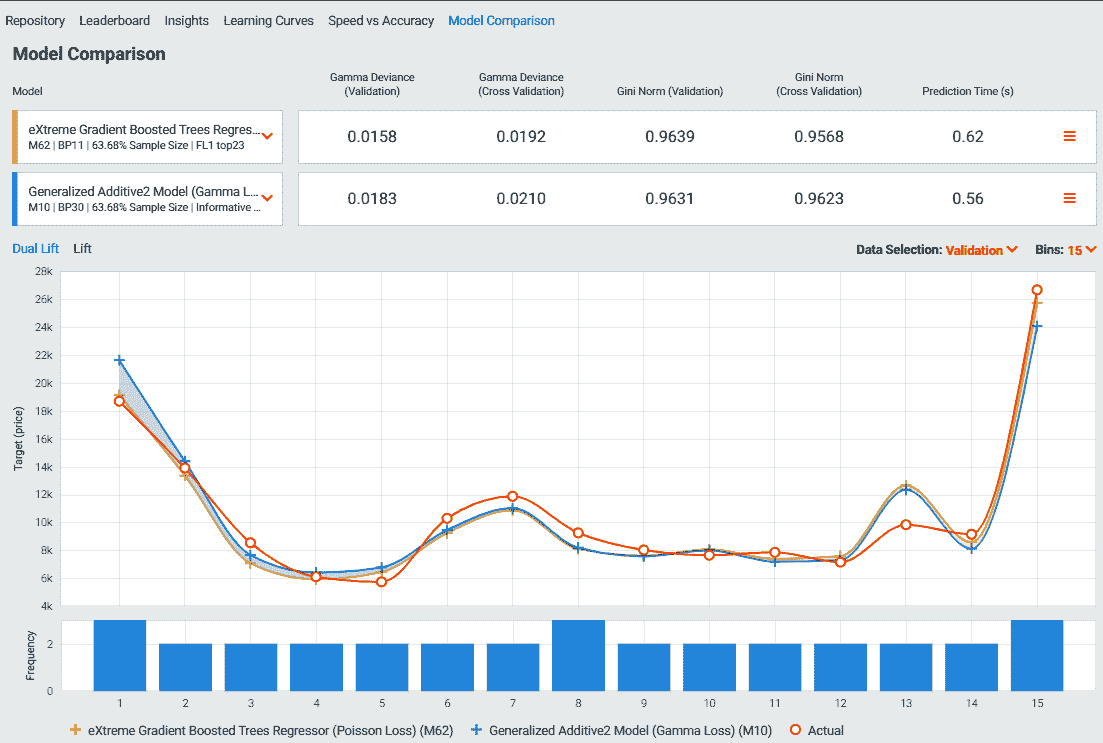 Repository Leaderboard Insights Learning Curves Speed vs Accuracy Model Comparison
Model Comparison
Model
Gamma Deviance
(Validation)
Gamma Deviance
(Cross Validation)
Gini Norm (Validation)
Gini Norm
(Cross Validation)
Prediction Time (s)
eXtreme Gradient Boosted Trees Regres...
M62 | BP11 | 63.68% Sample Size | FL1 top23
0.0158 0.0192 0.9639 0.9568 0.62
Generalized Additive2 Model (Gamma L...
M10 | BP30 | 63.68% Sample Size | Informative ...
0.0183 0.0210 0.9631 0.9623 0.56
Dual Lift Lift
Data Selection: Validation Bins: 15
Target (price)
28k
26k
24k
22k
20k
18k
16k
14k
12k
10k
8k
6k
4k
Frequency
2
0
1 2 3 4 5 6 7 8 9 10 11 12 13 14 15
eXtreme Gradient Boosted Trees Regressor (Poisson Loss) (M62) Generalized Additive2 Model (Gamma Loss) (M10) Actual